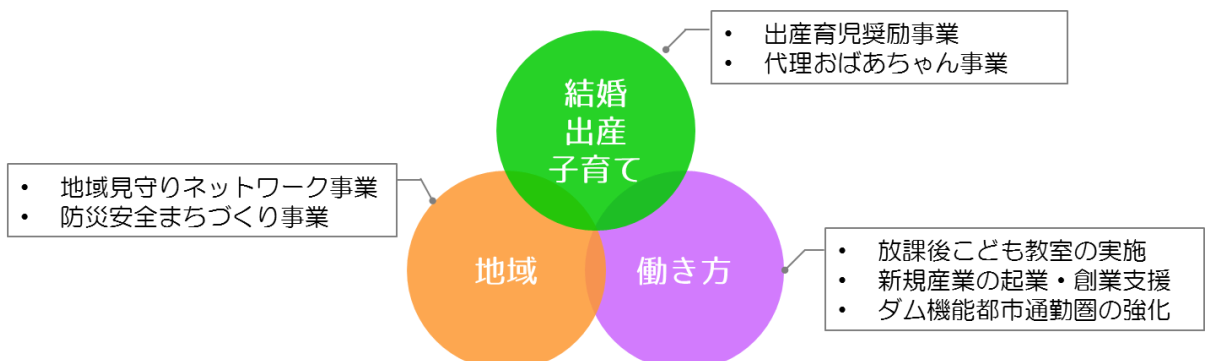 • 出産育児奨励事業
• 代理おばあちゃん事業
結婚
出産
子育て
• 地域見守りネットワーク事業
• 防災安全まちづくり事業
地域
働き方
• 放課後こども教室の実施
• 新規産業の起業・創業支援
• ダム機能都市通勤圏の強化